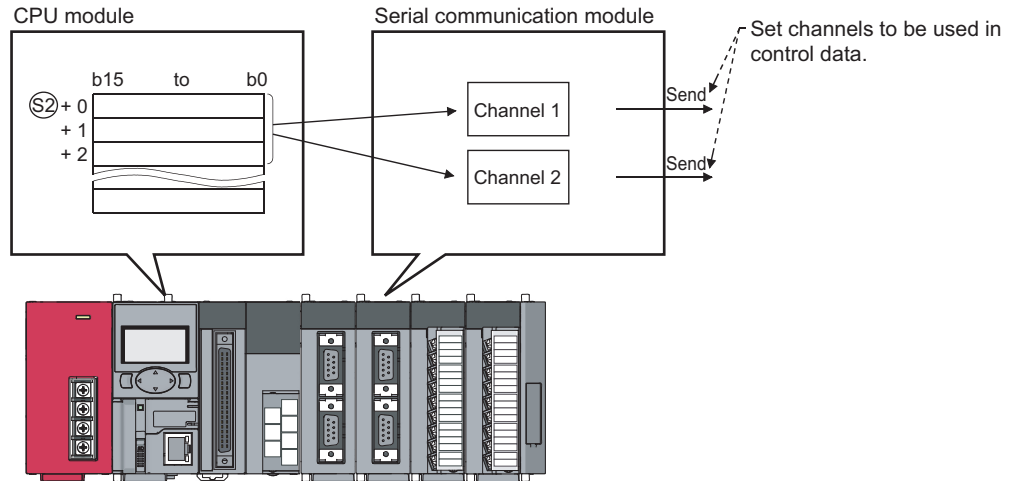 CPU module
Serial communication module
Set channels to be used in
control data.
b15 to b0
S2 + 0
+ 1
+ 2
Channel 1
Send
Channel 2
Send